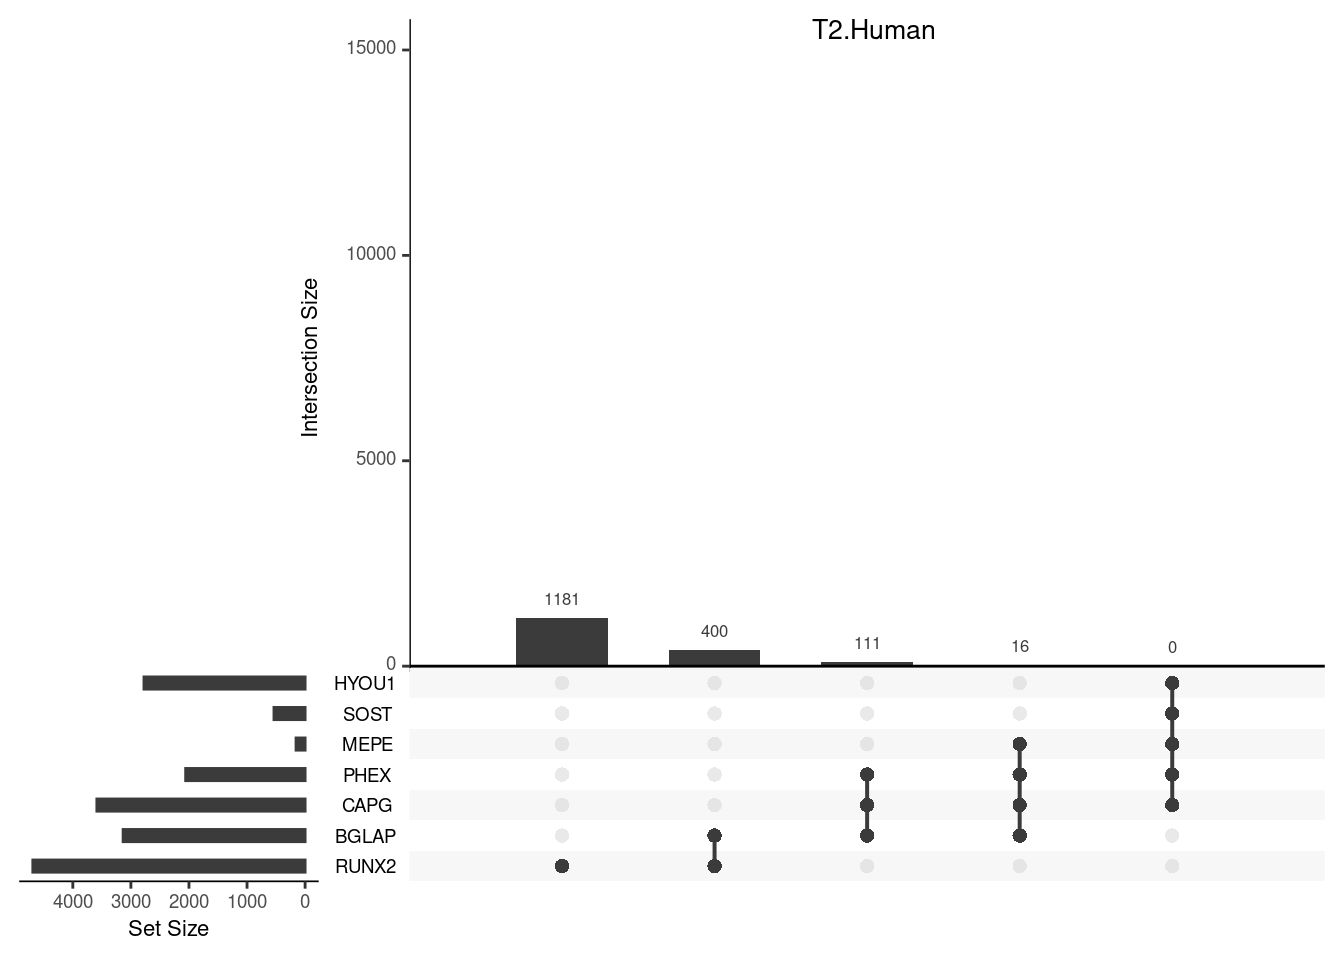 T2.Human
15000
10000
5000
0
Intersection Size
1181
400
111
16
0
HYOU1
SOST
MEPE
PHEX
CAPG
BGLAP
RUNX2
4000 3000 2000 1000 0
Set Size